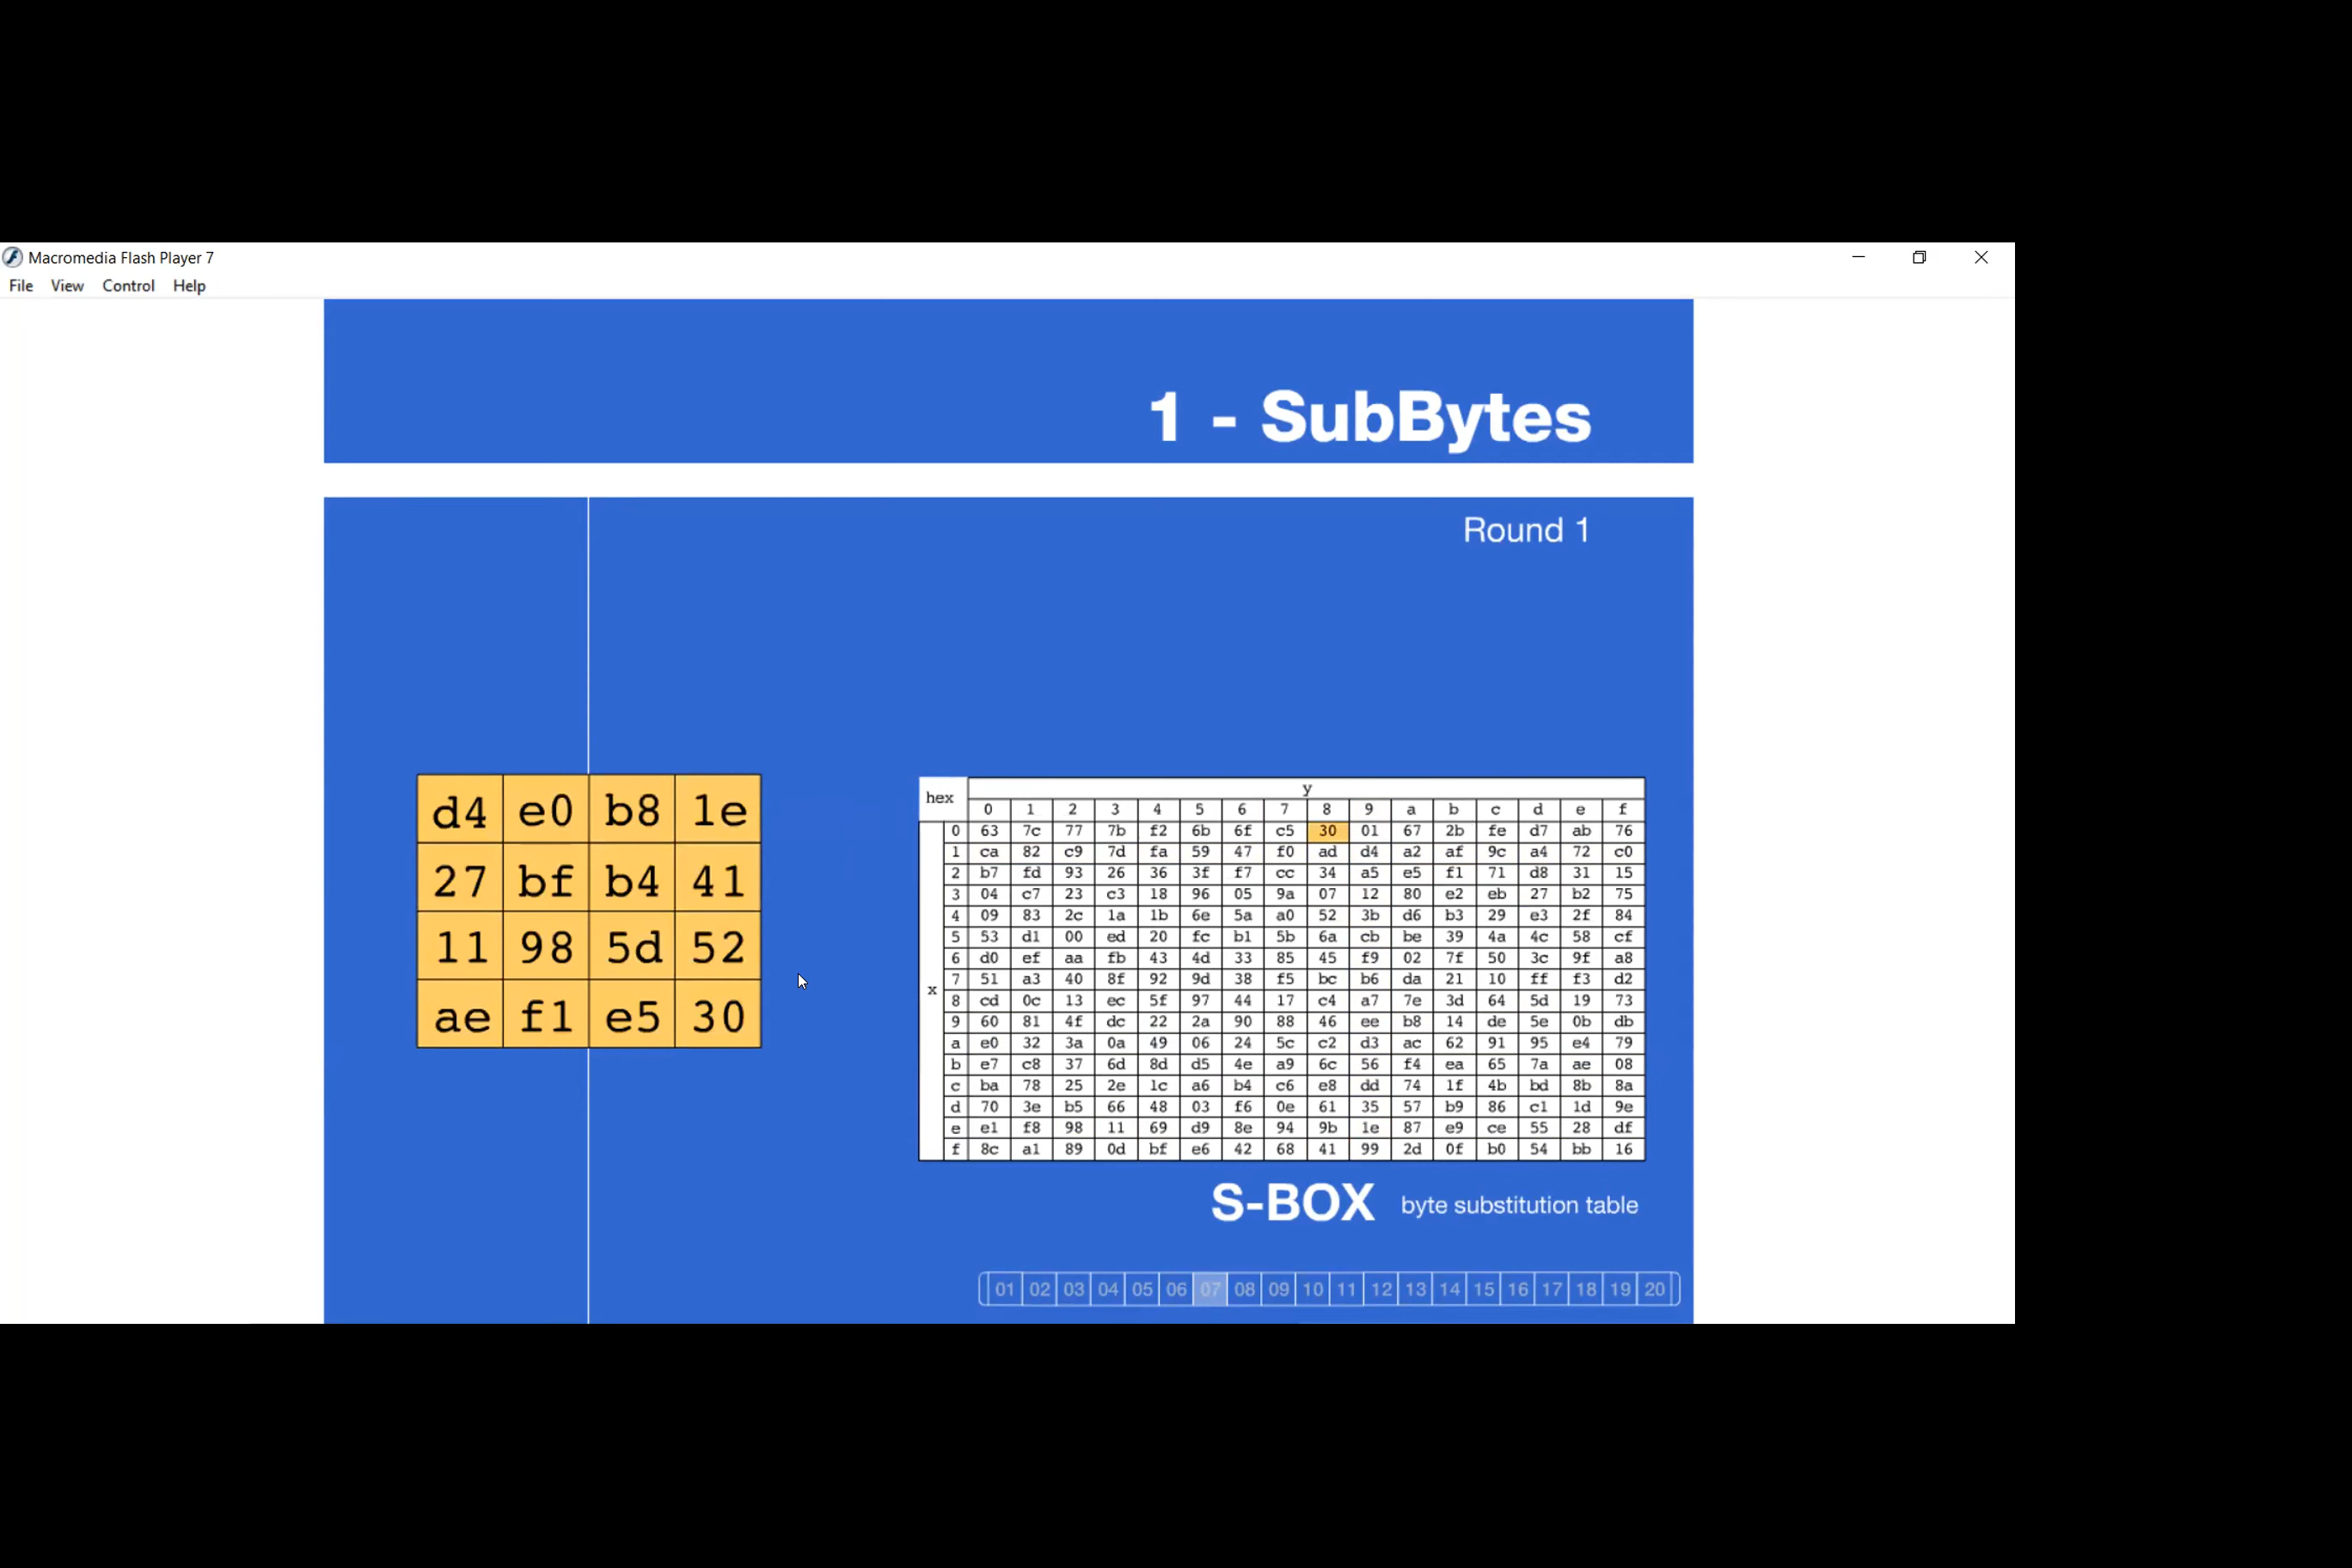 Macromedia Flash Player 7
File View Control Help
1 - SubBytes
Round 1
d4 e0 b8 1e
27 bf b4 41
11 98 5d 52
ae f1 e5 30
hex y
0 1 2 3 4 5 6 7 8 9 a b c d e f
x
0 63 7c 77 7b f2 6b 6f c5 30 01 67 2b fe d7 ab 76
1 ca 82 c9 7d fa 59 47 f0 ad d4 a2 af 9c a4 72 c0
2 b7 fd 93 26 36 3f f7 cc 34 a5 e5 f1 71 d8 31 15
3 04 c7 23 c3 18 96 05 9a 07 12 80 e2 eb 27 b2 75
4 09 83 2c 1a 1b 6e 5a a0 52 3b d6 b3 29 e3 2f 84
5 53 d1 00 ed 20 fc b1 5b 6a cb be 39 4a 4c 58 cf
6 d0 ef aa fb 43 4d 33 85 45 f9 02 7f 50 3c 9f a8
7 51 a3 40 8f 92 9d 38 f5 bc b6 da 21 10 ff f3 d2
8 cd 0c 13 ec 5f 97 44 17 c4 a7 7e 3d 64 5d 19 73
9 60 81 4f dc 22 2a 90 88 46 ee b8 14 de 5e 0b db
a e0 32 3a 0a 49 06 24 5c c2 d3 ac 62 91 95 e4 79
b e7 c8 37 6d 8d d5 4e a9 6c 56 f4 ea 65 7a ae 08
c ba 78 25 2e 1c a6 b4 c6 e8 dd 74 1f 4b bd 8b 8a
d 70 3e b5 66 48 03 f6 0e 61 35 57 b9 86 c1 1d 9e
e e1 f8 98 11 69 d9 8e 94 9b 1e 87 e9 ce 55 28 df
f 8c a1 89 0d bf e6 42 68 41 99 2d 0f b0 54 bb 16
S-BOX byte substitution table
01 02 03 04 05 06 07 08 09 10 11 12 13 14 15 16 17 18 19 20